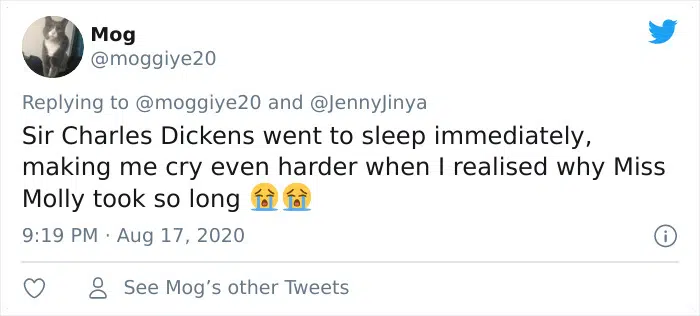 Mog
@moggiye20
Replying to @moggiye20 and @JennyJinya
Sir Charles Dickens went to sleep immediately,
making me cry even harder when I realised why Miss
Molly took so long 😭😭
9:19 PM · Aug 17, 2020
See Mog’s other Tweets